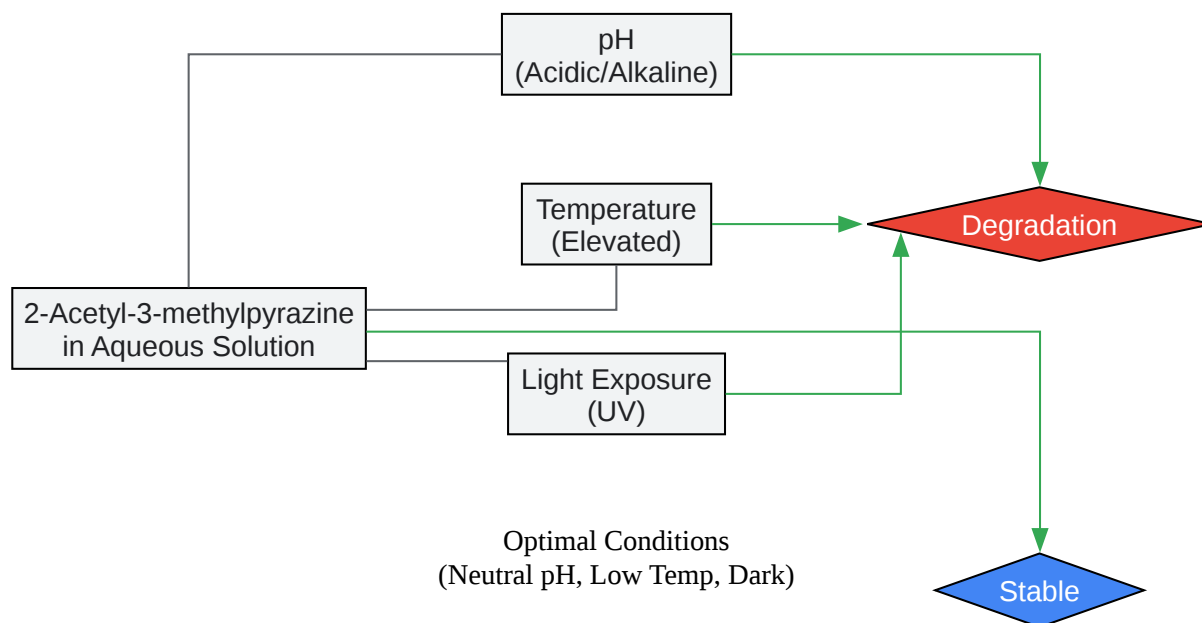 pH
(Acidic/Alkaline)
Temperature
(Elevated)
Degradation
2-Acetyl-3-methylpyrazine
in Aqueous Solution
Light Exposure
(UV)
Optimal Conditions
(Neutral pH, Low Temp, Dark)
Stable